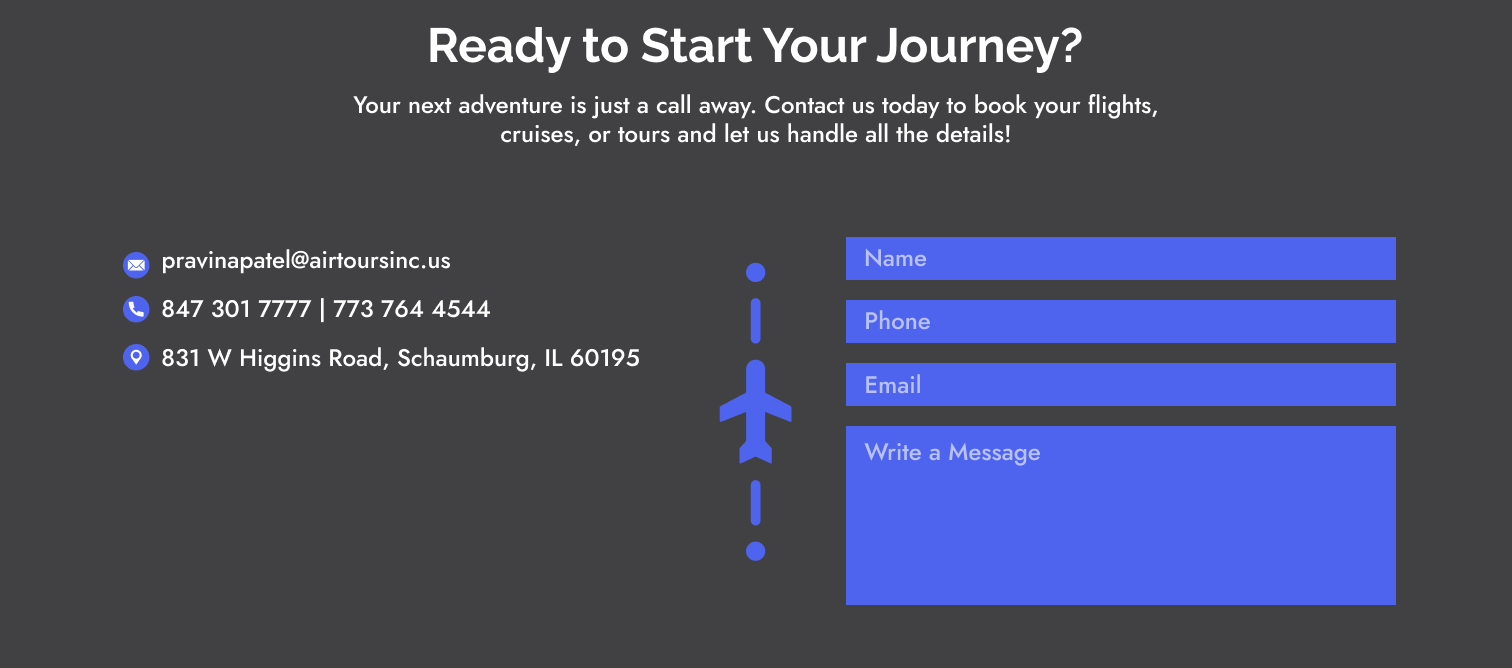 Ready to Start Your Journey?
Your next adventure is just a call away. Contact us today to book your flights,
cruises, or tours and let us handle all the details!
pravinapatel@airtoursinc.us
847 301 7777 | 773 764 4544
831 W Higgins Road, Schaumburg, IL 60195
Name
Phone
Email
Write a Message